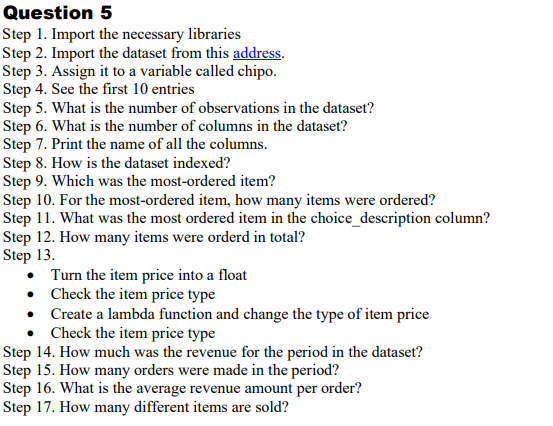 Question 5
Step 1. Import the necessary libraries
Step 2. Import the dataset from this address.
Step 3. Assign it to a variable called chipo.
Step 4. See the first 10 entries
Step 5. What is the number of observations in the dataset?
Step 6. What is the number of columns in the dataset?
Step 7. Print the name of all the columns.
Step 8. How is the dataset indexed?
Step 9. Which was the most-ordered item?
Step 10. For the most-ordered item, how many items were ordered?
Step 11. What was the most ordered item in the choice_description column?
Step 12. How many items were orderd in total?
Step 13.
• Turn the item price into a float
• Check the item price type
• Create a lambda function and change the type of item price
• Check the item price type
Step 14. How much was the revenue for the period in the dataset?
Step 15. How many orders were made in the period?
Step 16. What is the average revenue amount per order?
Step 17. How many different items are sold?